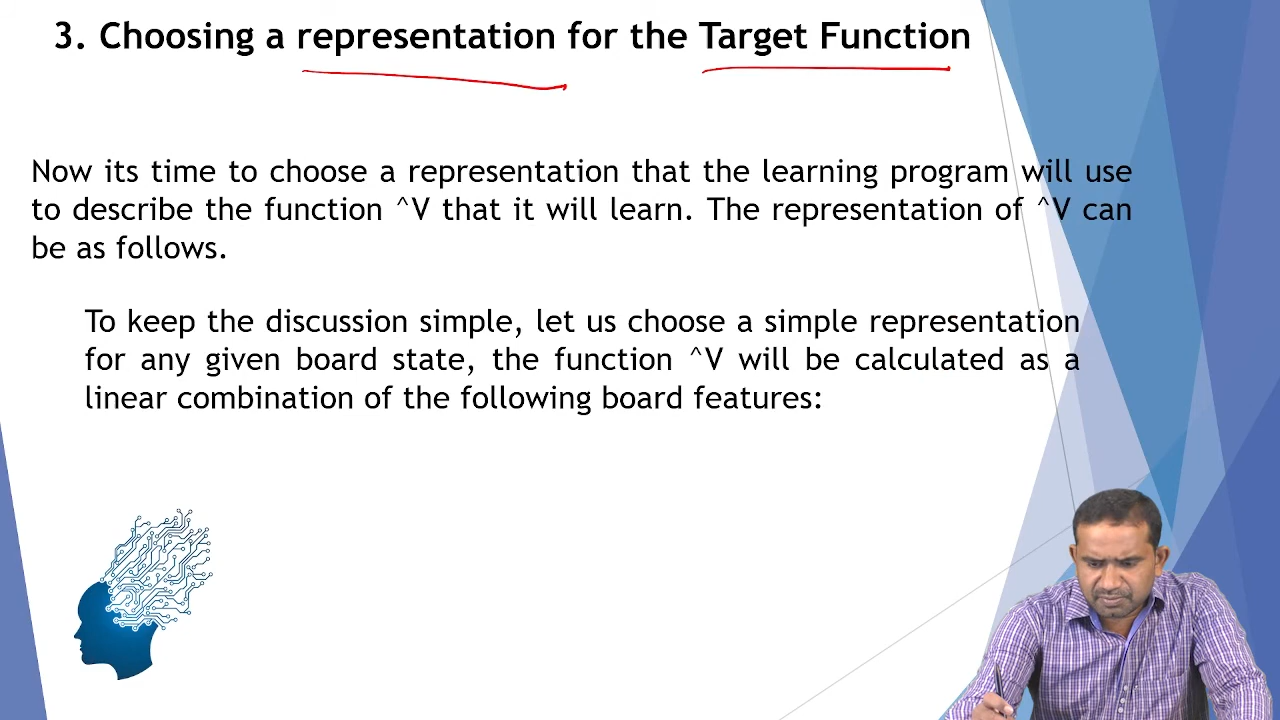 3. Choosing a representation for the Target Function
Now its time to choose a representation that the learning program will use
to describe the function ^V that it will learn. The representation of ^V can
be as follows.
To keep the discussion simple, let us choose a simple representation
for any given board state, the function ^V will be calculated as a
linear combination of the following board features: